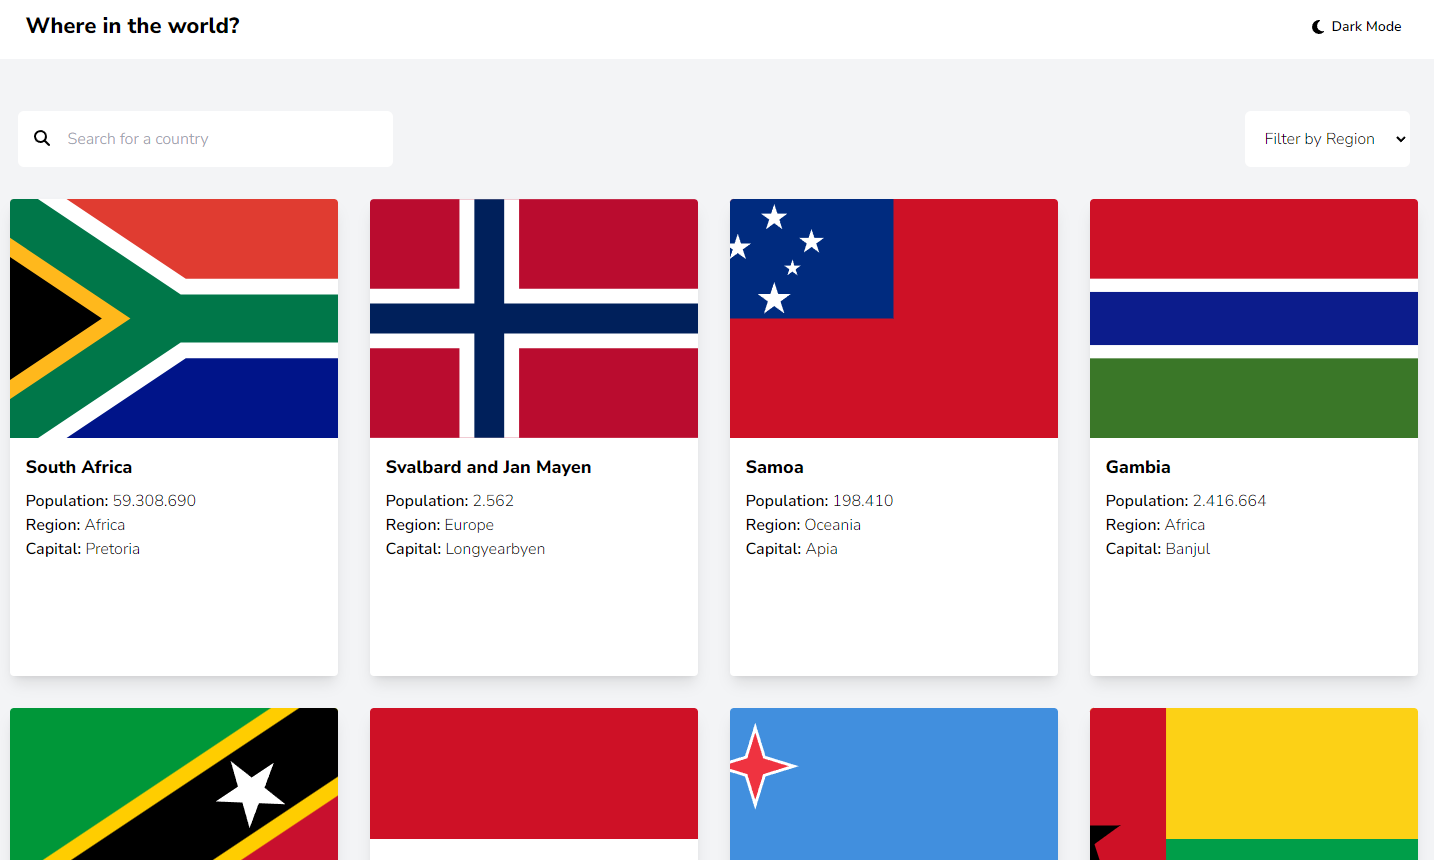 Where in the world?
Dark Mode
Search for a country
Filter by Region
South Africa
Population: 59.308.690
Region: Africa
Capital: Pretoria
Svalbard and Jan Mayen
Population: 2.562
Region: Europe
Capital: Longyearbyen
Samoa
Population: 198.410
Region: Oceania
Capital: Apia
Gambia
Population: 2.416.664
Region: Africa
Capital: Banjul